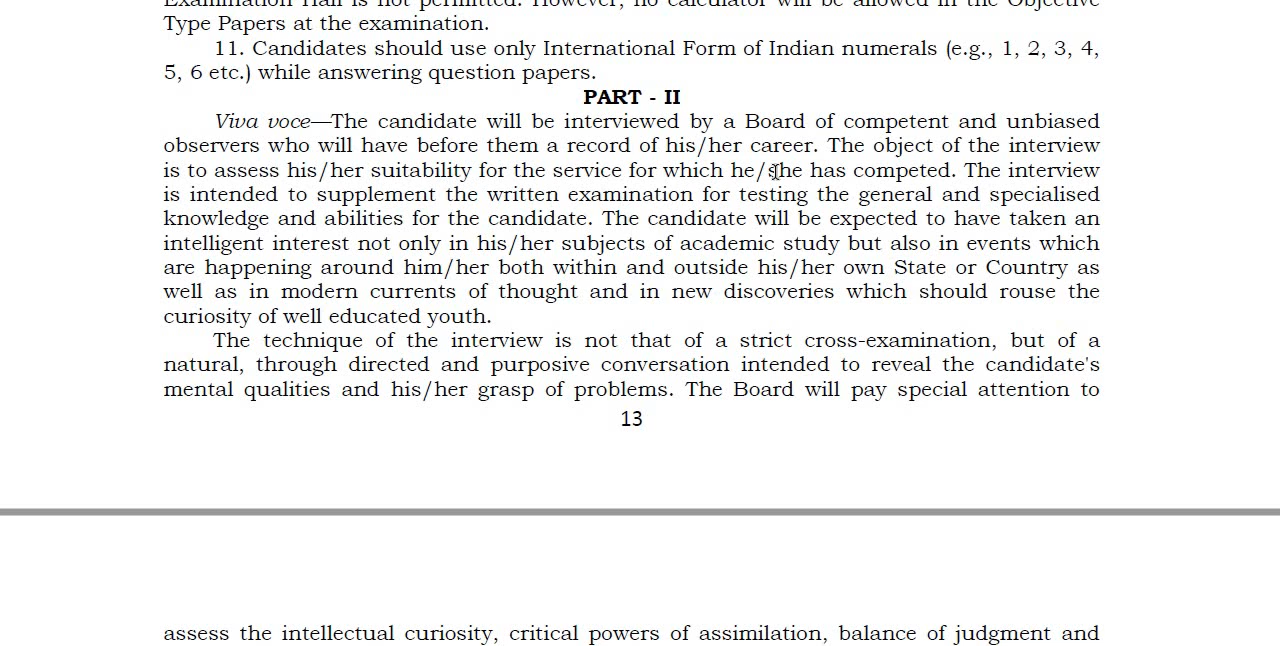 Examination Hall is not permitted. However, no calculator will be allowed in the Objective
Type Papers at the examination.
11. Candidates should use only International Form of Indian numerals (e.g., 1, 2, 3, 4,
5, 6 etc.) while answering question papers.
PART - II
Viva voce—The candidate will be interviewed by a Board of competent and unbiased
observers who will have before them a record of his/her career. The object of the interview
is to assess his/her suitability for the service for which he/she has competed. The interview
is intended to supplement the written examination for testing the general and specialised
knowledge and abilities for the candidate. The candidate will be expected to have taken an
intelligent interest not only in his/her subjects of academic study but also in events which
are happening around him/her both within and outside his/her own State or Country as
well as in modern currents of thought and in new discoveries which should rouse the
curiosity of well educated youth.
The technique of the interview is not that of a strict cross-examination, but of a
natural, through directed and purposive conversation intended to reveal the candidate's
mental qualities and his/her grasp of problems. The Board will pay special attention to
13
assess the intellectual curiosity, critical powers of assimilation, balance of judgment and